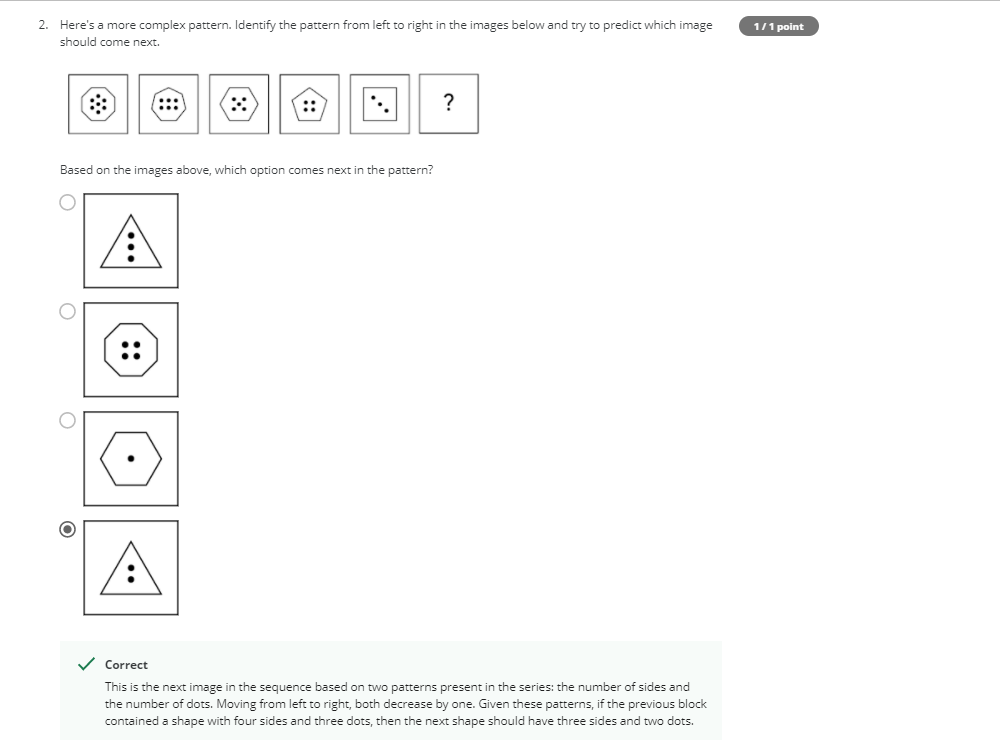 2. Here's a more complex pattern. Identify the pattern from left to right in the images below and try to predict which image
should come next.
1 / 1 point
?
Based on the images above, which option comes next in the pattern?
Correct
This is the next image in the sequence based on two patterns present in the series: the number of sides and
the number of dots. Moving from left to right, both decrease by one. Given these patterns, if the previous block
contained a shape with four sides and three dots, then the next shape should have three sides and two dots.